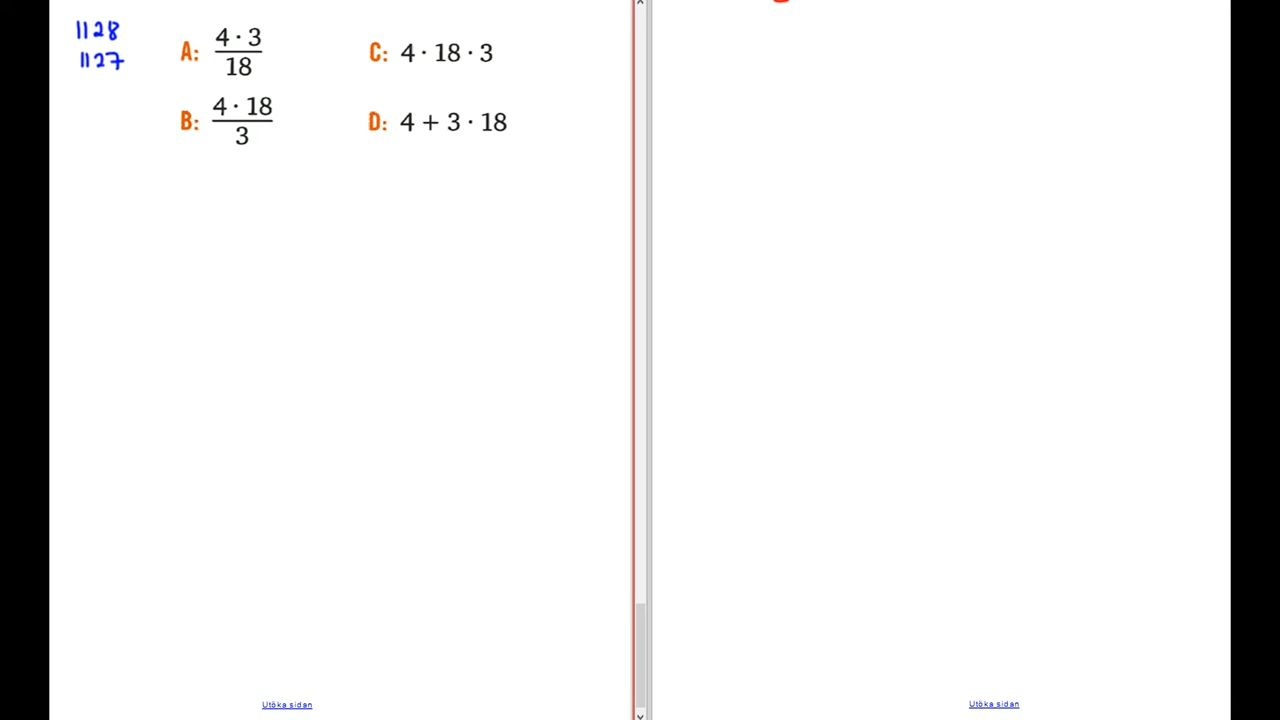 1128
1127
A: 4 · 3 / 18
C: 4 · 18 · 3
B: 4 · 18 / 3
D: 4 + 3 · 18
Utöka sidan
Utöka sidan